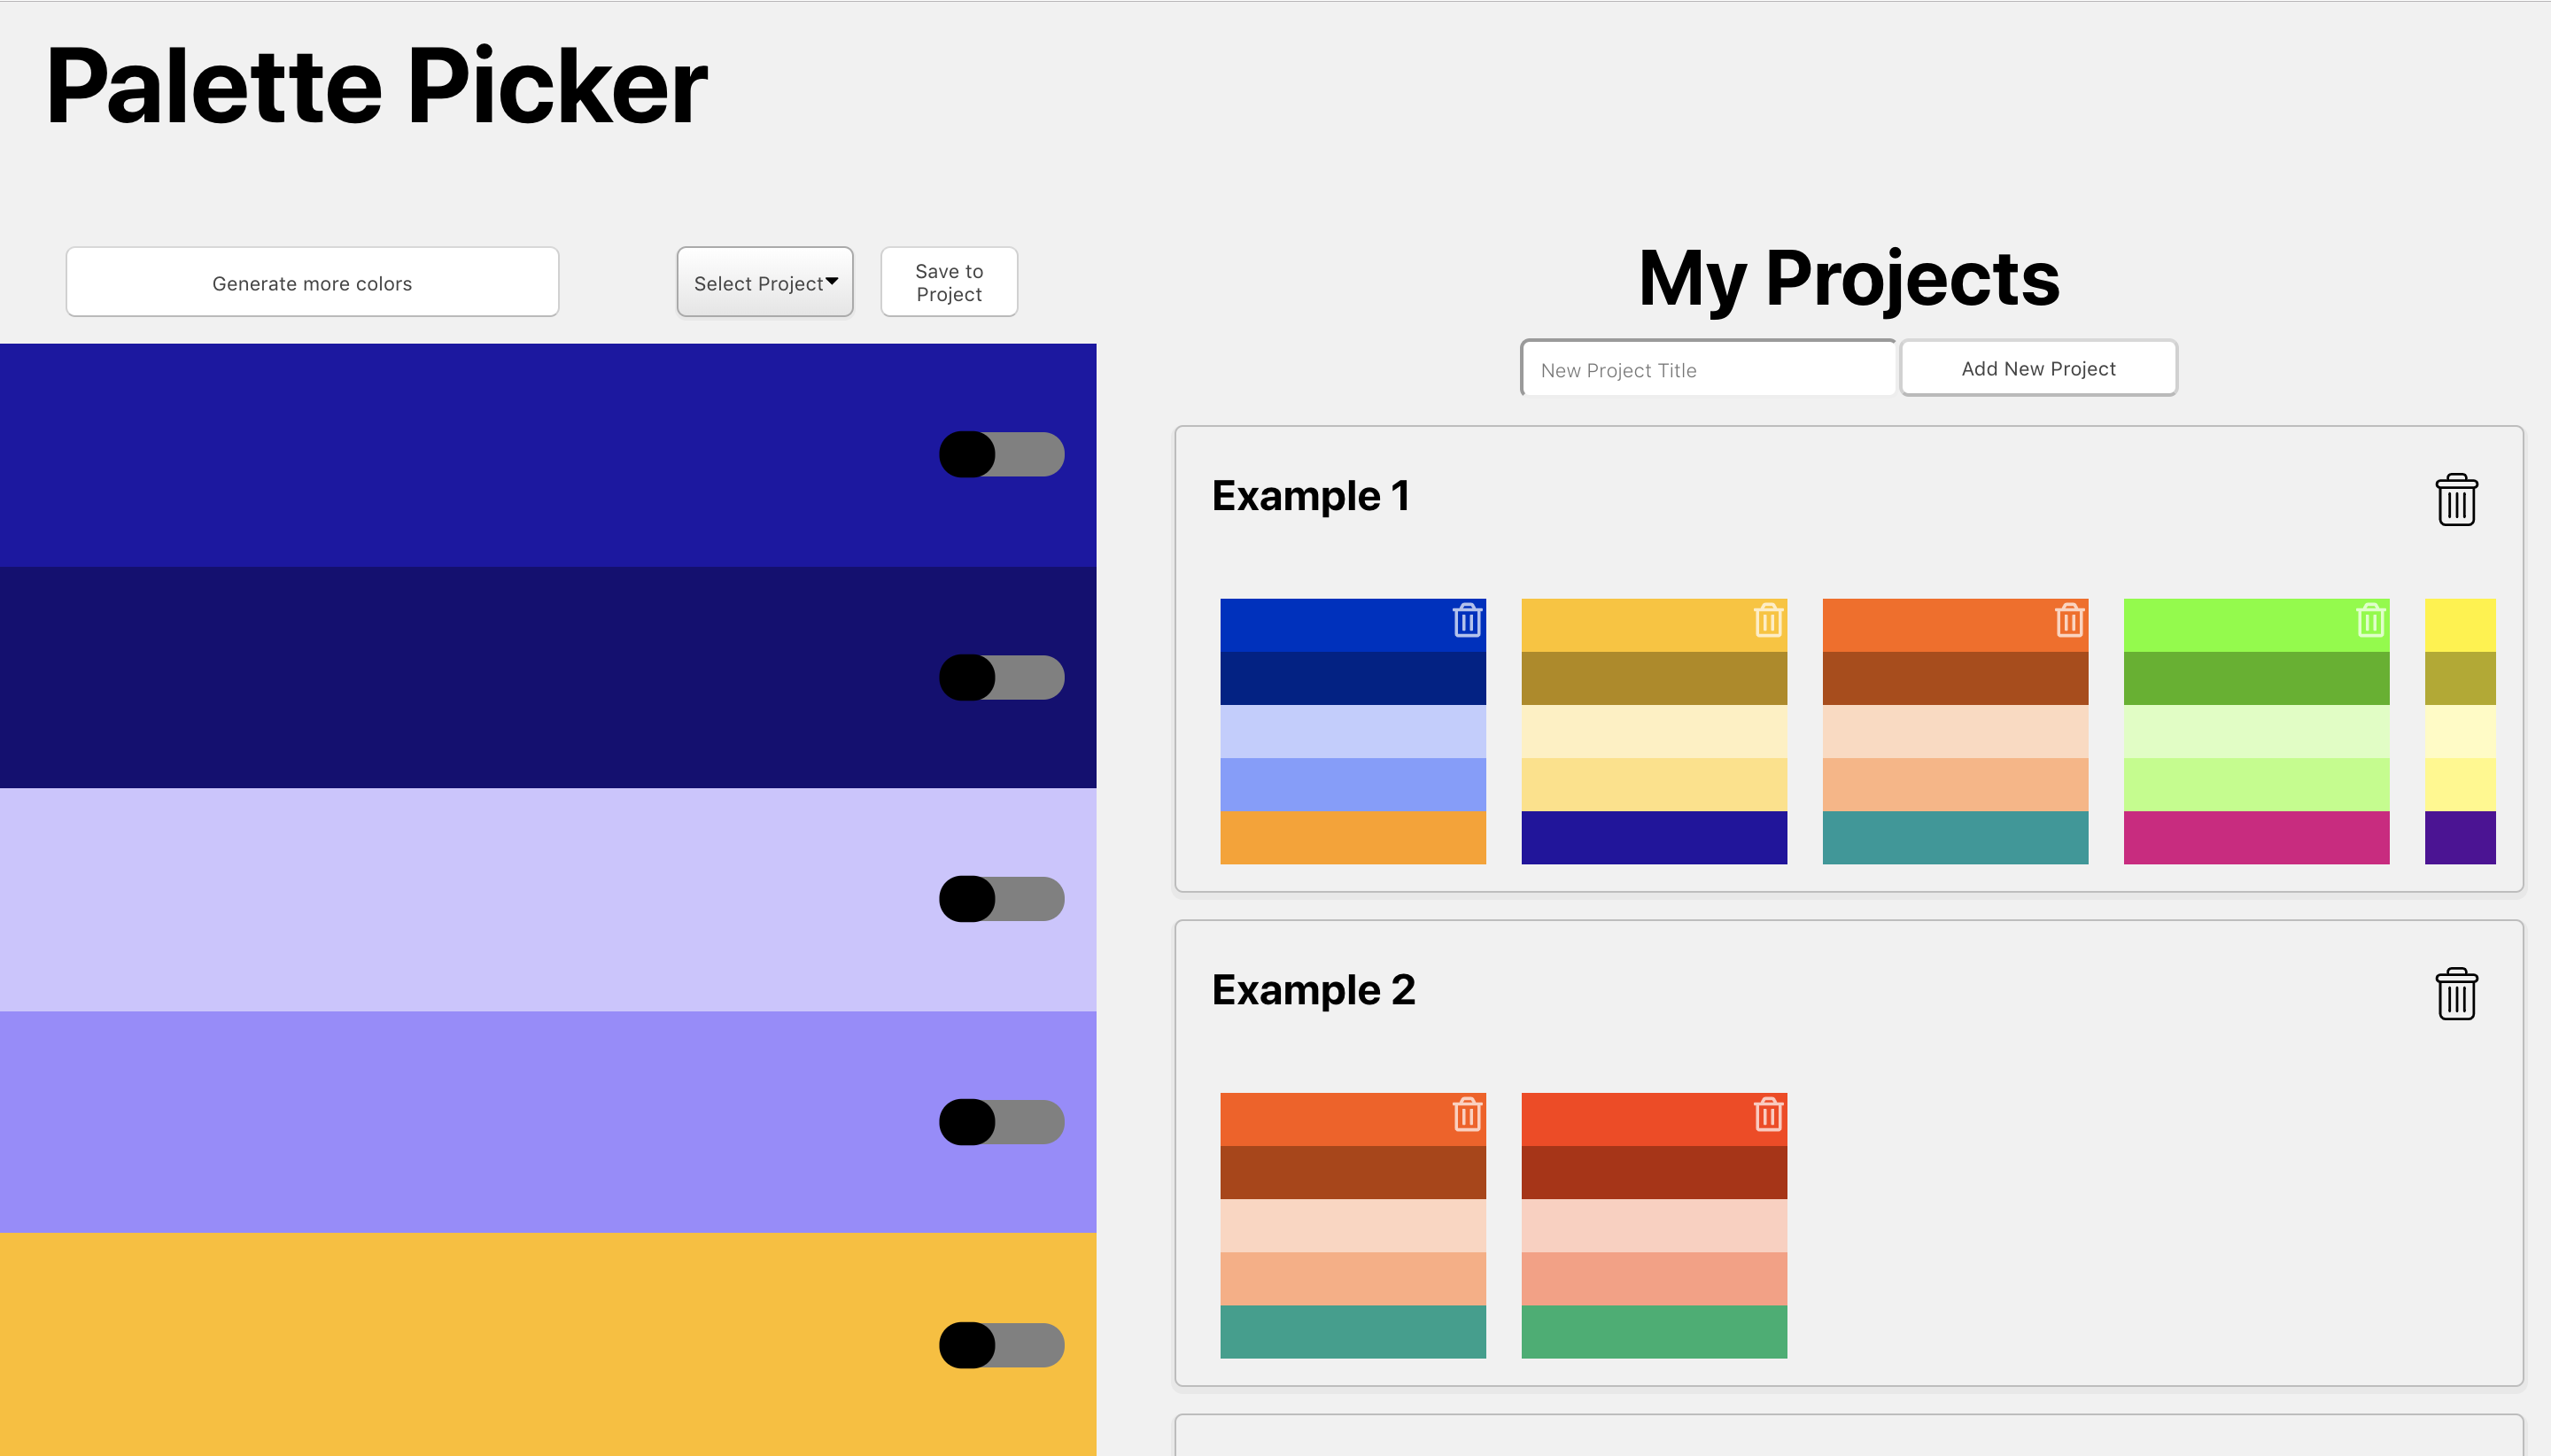 Palette Picker
Generate more colors
Select Project
Save to
Project
My Projects
New Project Title
Add New Project
Example 1
Example 2